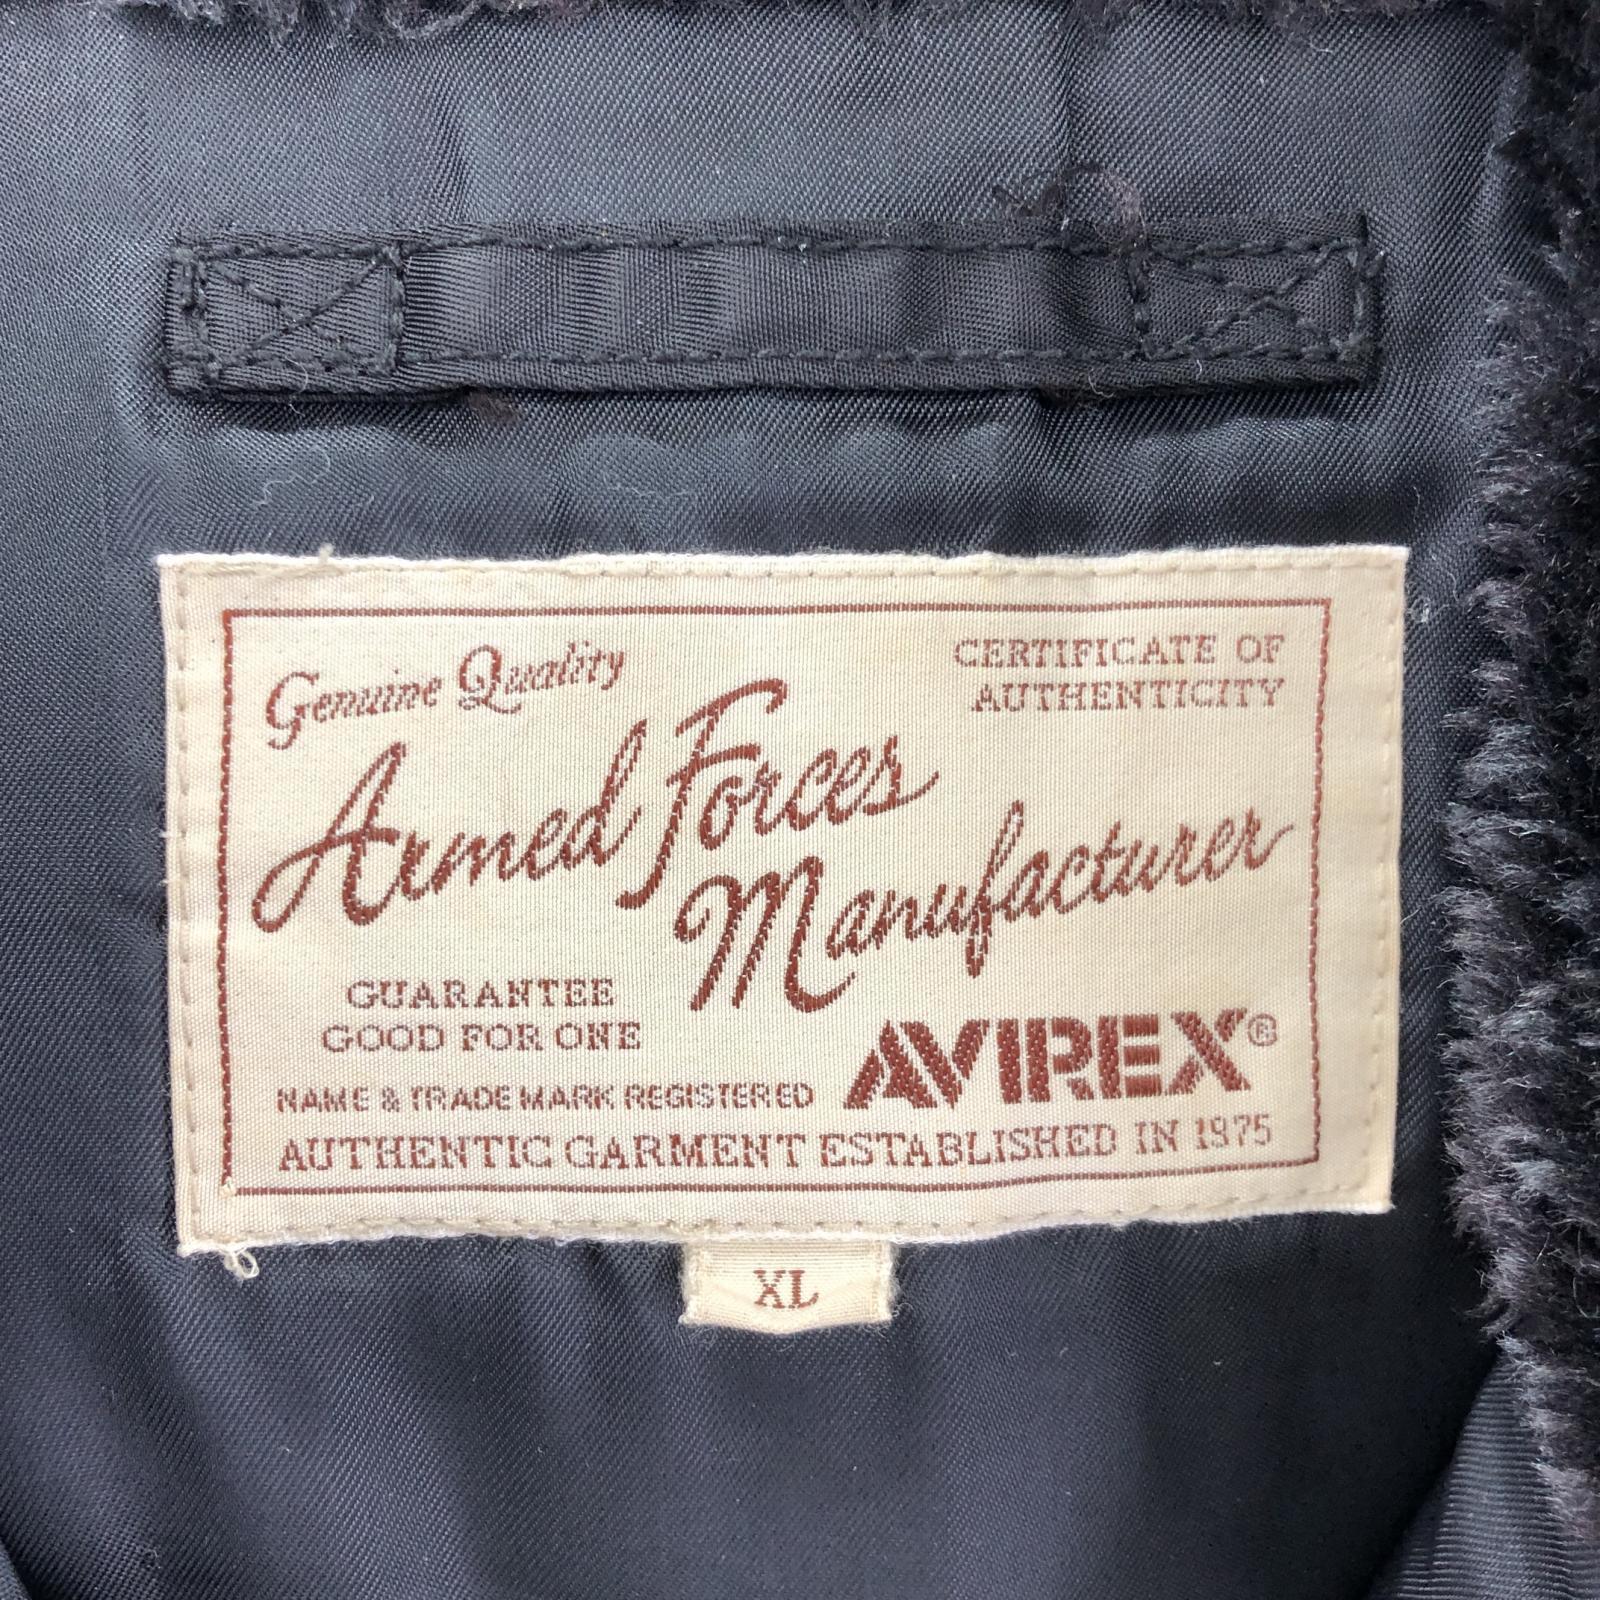 Genuine Quality
CERTIFICATE OF
AUTHENTICITY
Armed Forces
Manufacturer
GUARANTEE
GOOD FOR ONE
AVIREX®
NAME & TRADE MARK REGISTERED
AUTHENTIC GARMENT ESTABLISHED IN 1975
XL